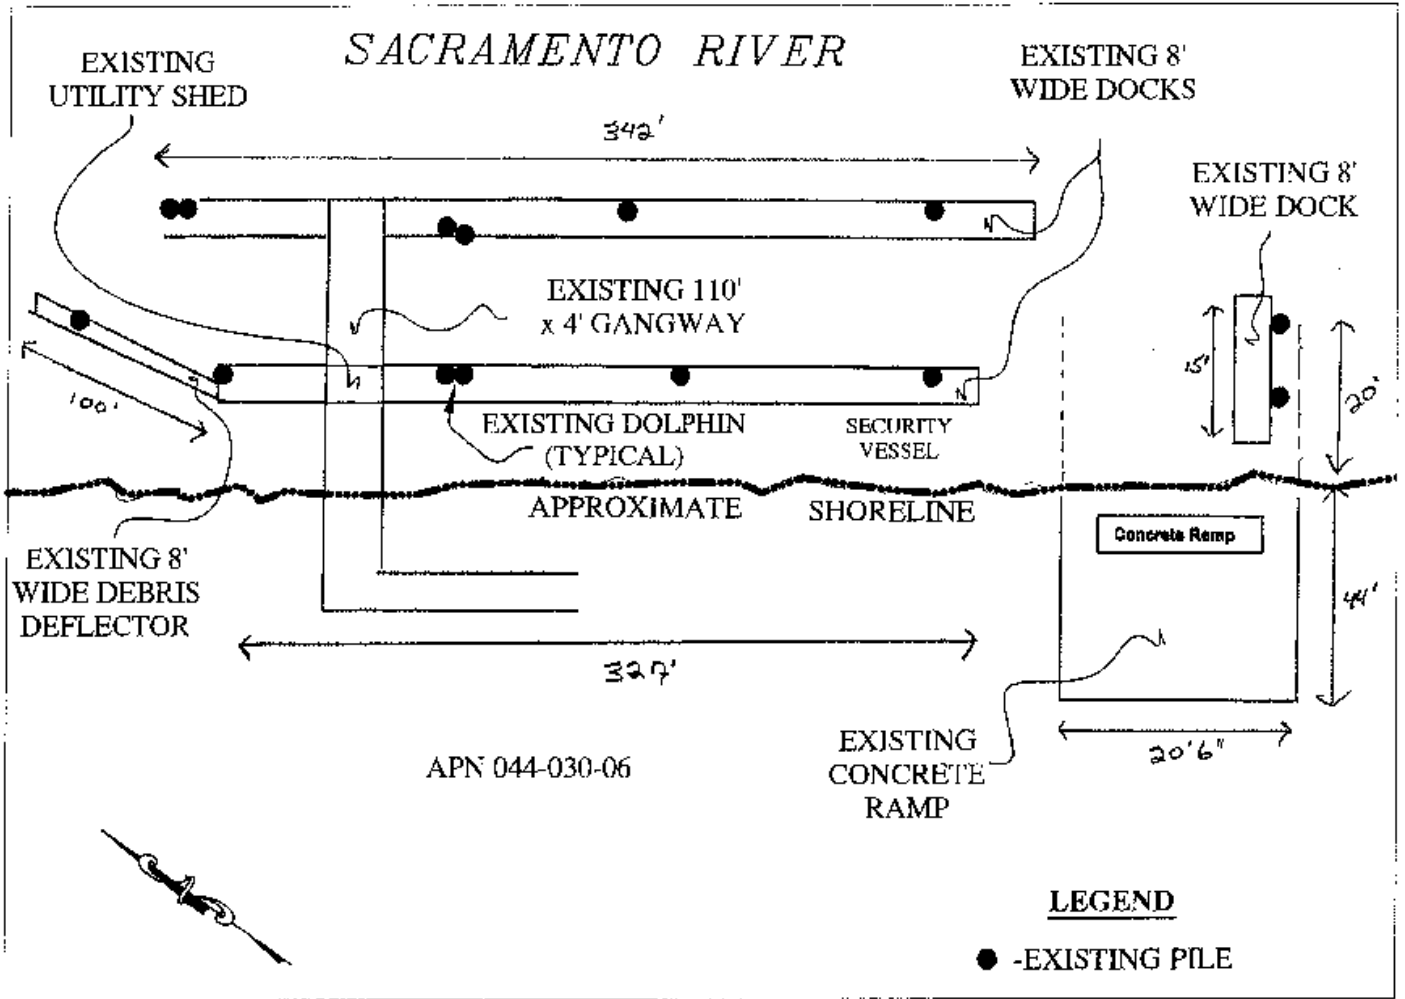 SACRAMENTO RIVER
EXISTING
UTILITY SHED
EXISTING 8'
WIDE DOCKS
342'
EXISTING 8'
WIDE DOCK
EXISTING 110'
x 4' GANGWAY
15'
20'
100'
EXISTING DOLPHIN
(TYPICAL)
SECURITY
VESSEL
APPROXIMATE SHORELINE
Concrete Ramp
EXISTING 8'
WIDE DEBRIS
DEFLECTOR
44'
327'
20'6"
EXISTING
CONCRETE
RAMP
APN 044-030-06
LEGEND
-EXISTING PILE